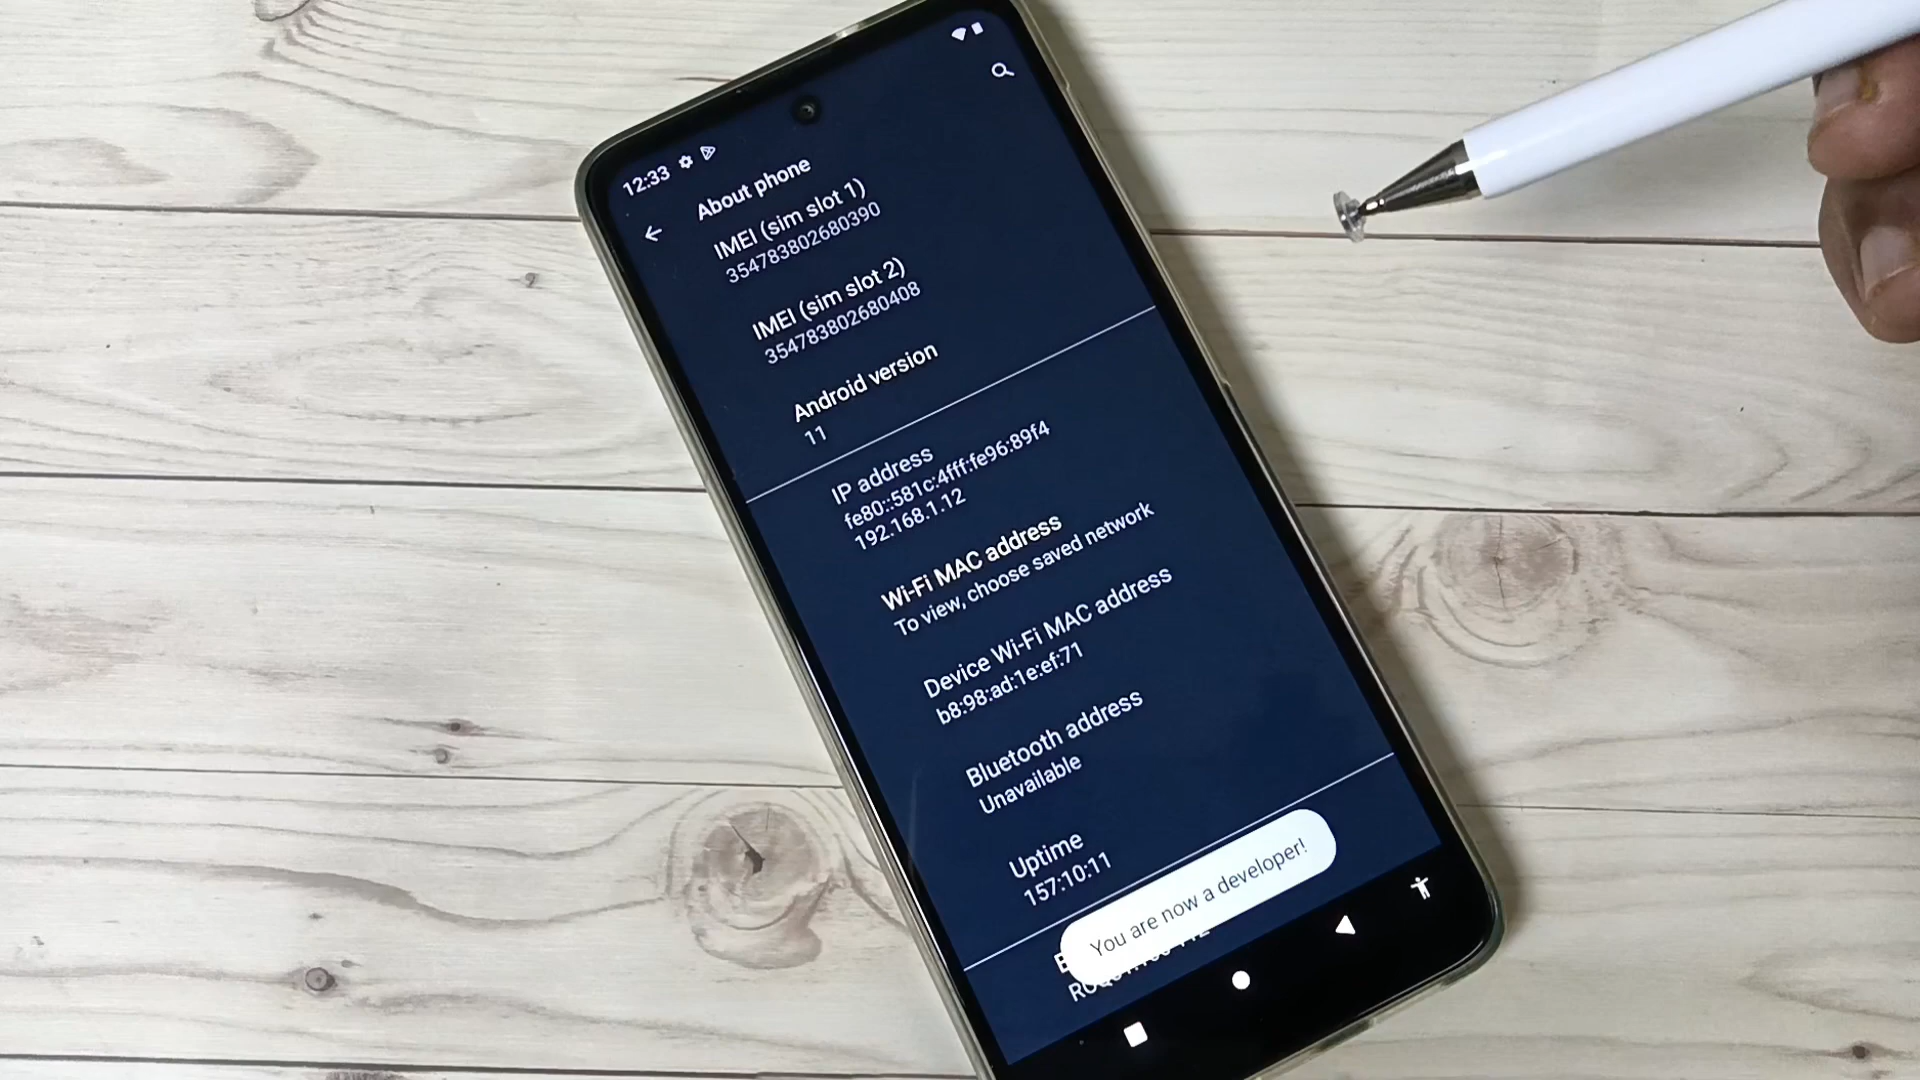 12:33
About phone
IMEI (sim slot 1)
354783802680390
IMEI (sim slot 2)
354783802680408
Android version
11
IP address
fe80::581c:4fff:fe96:89f4
192.168.1.12
Wi-Fi MAC address
To view, choose saved network
Device Wi-Fi MAC address
b8:98:ad:1e:ef:71
Bluetooth address
Unavailable
Uptime
157:10:11
You are now a developer!